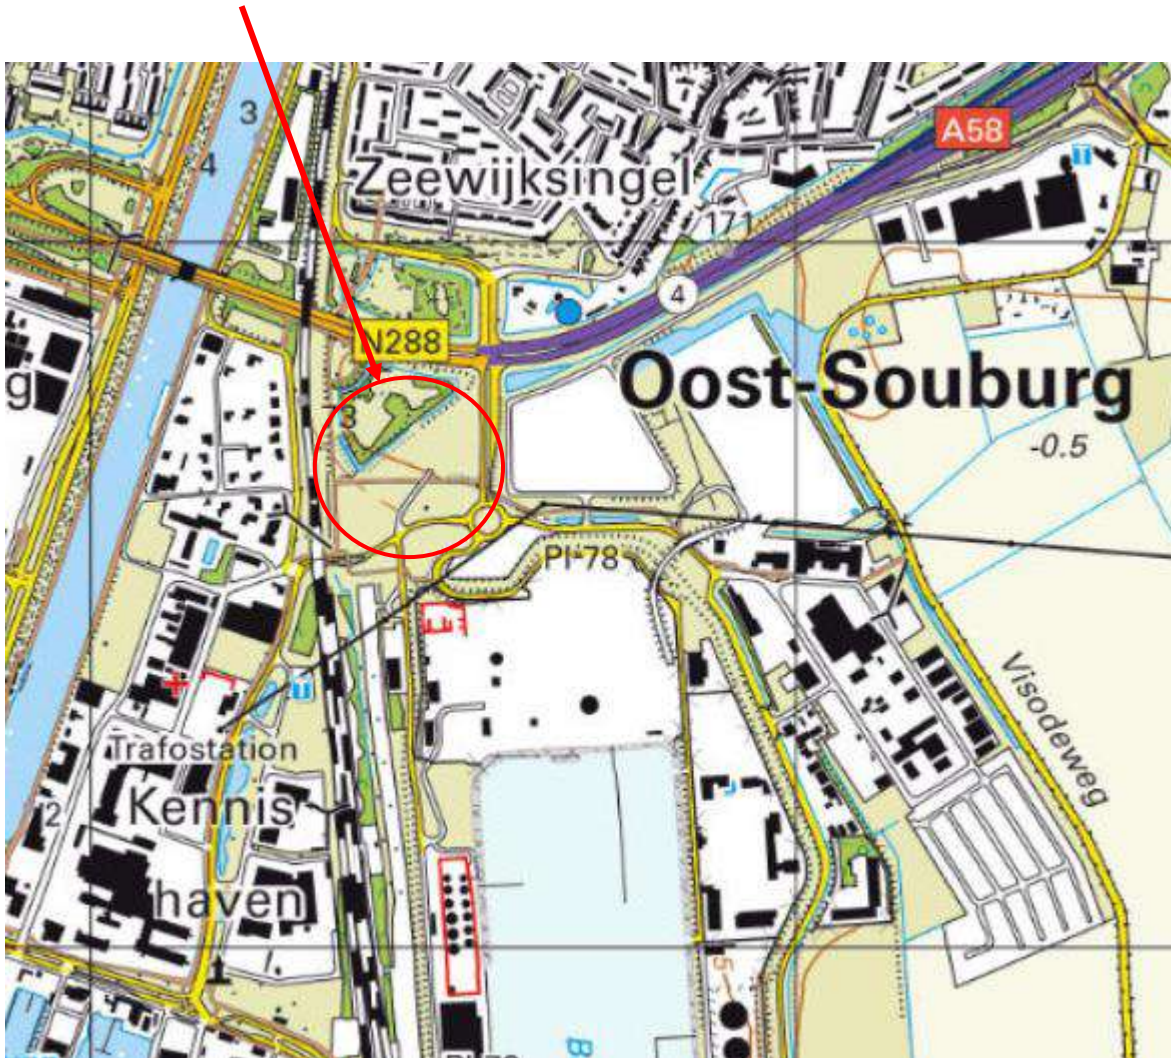 3
4
A58
Zeewijksingel
171
4
N288
Oost-Souburg
g
3
-0.5
Pl 78
Visodeweg
Trafostation
Kennis
haven
2
5
B